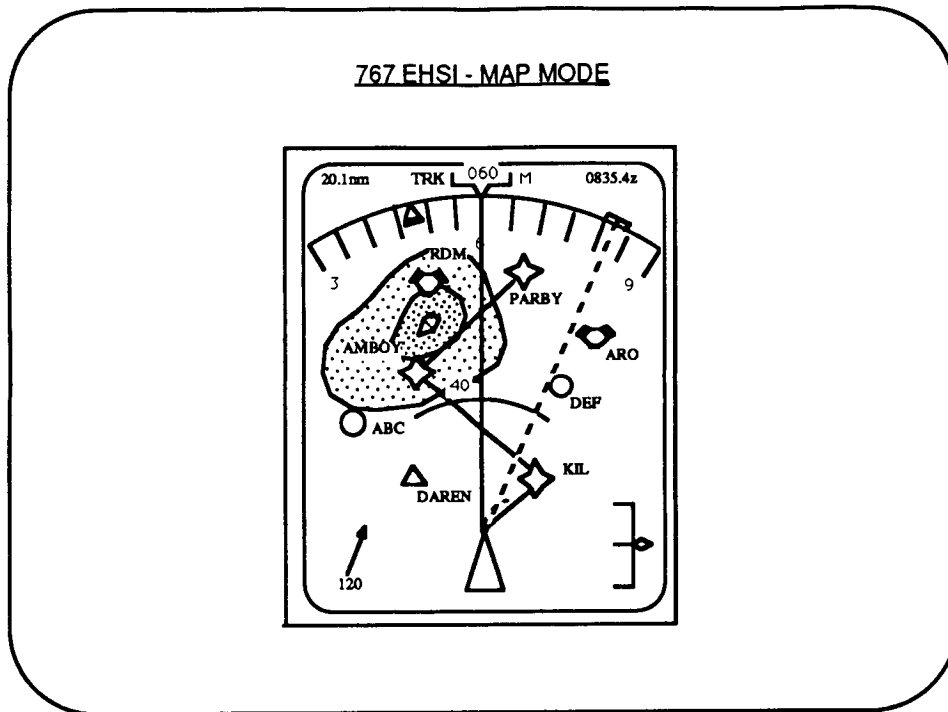 767 EHSI - MAP MODE
20.1nm TRK 060 M 0835.4z
3 6 9
RDM
PARBY
AMBOY
ARO
40
DEF
ABC
KIL
DAREN
120